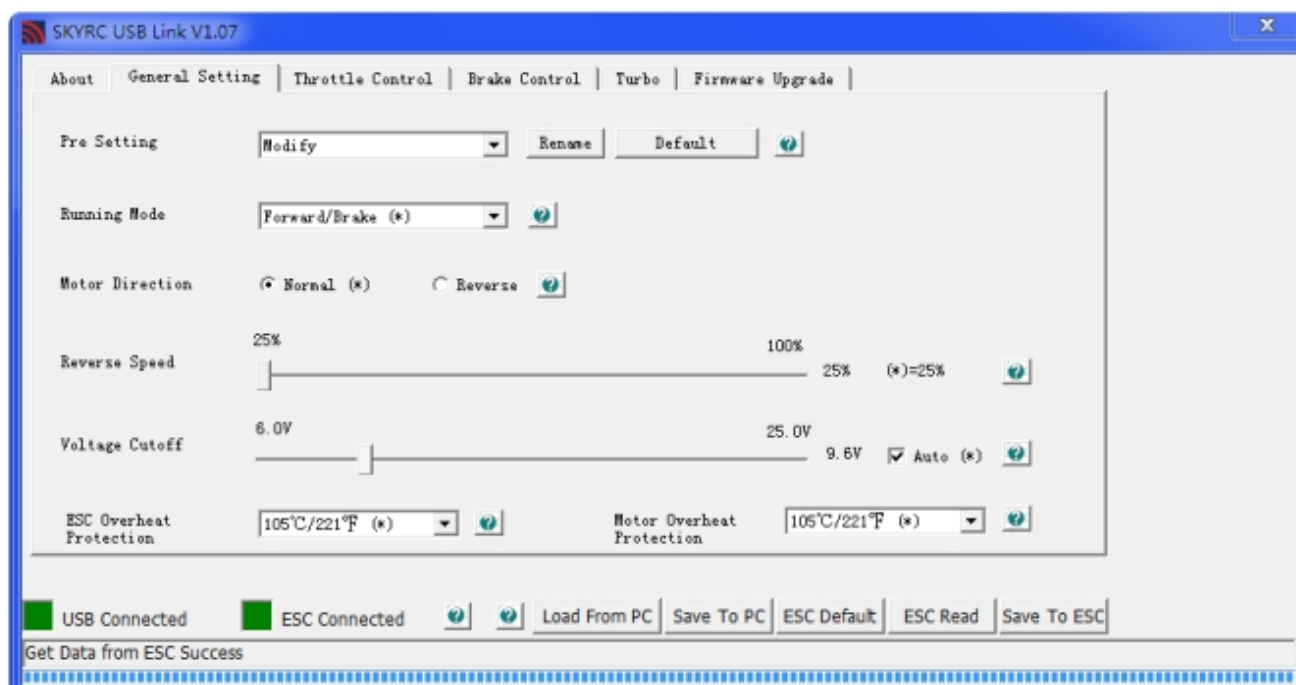 SKYRC USB Link V1.07
About General Setting Throttle Control Brake Control Turbo Firmware Upgrade
Pre Setting Modify Rename Default
Running Mode Forward/Brake (*)
Motor Direction Normal (*) Reverse
25% 100%
Reverse Speed 25% (*)=25%
6.0V 25.0V
Voltage Cutoff 9.6V Auto (*)
ESC Overheat Protection 105℃/221℉ (*) Motor Overheat Protection 105℃/221℉ (*)
USB Connected ESC Connected Load From PC Save To PC ESC Default ESC Read Save To ESC
Get Data from ESC Success